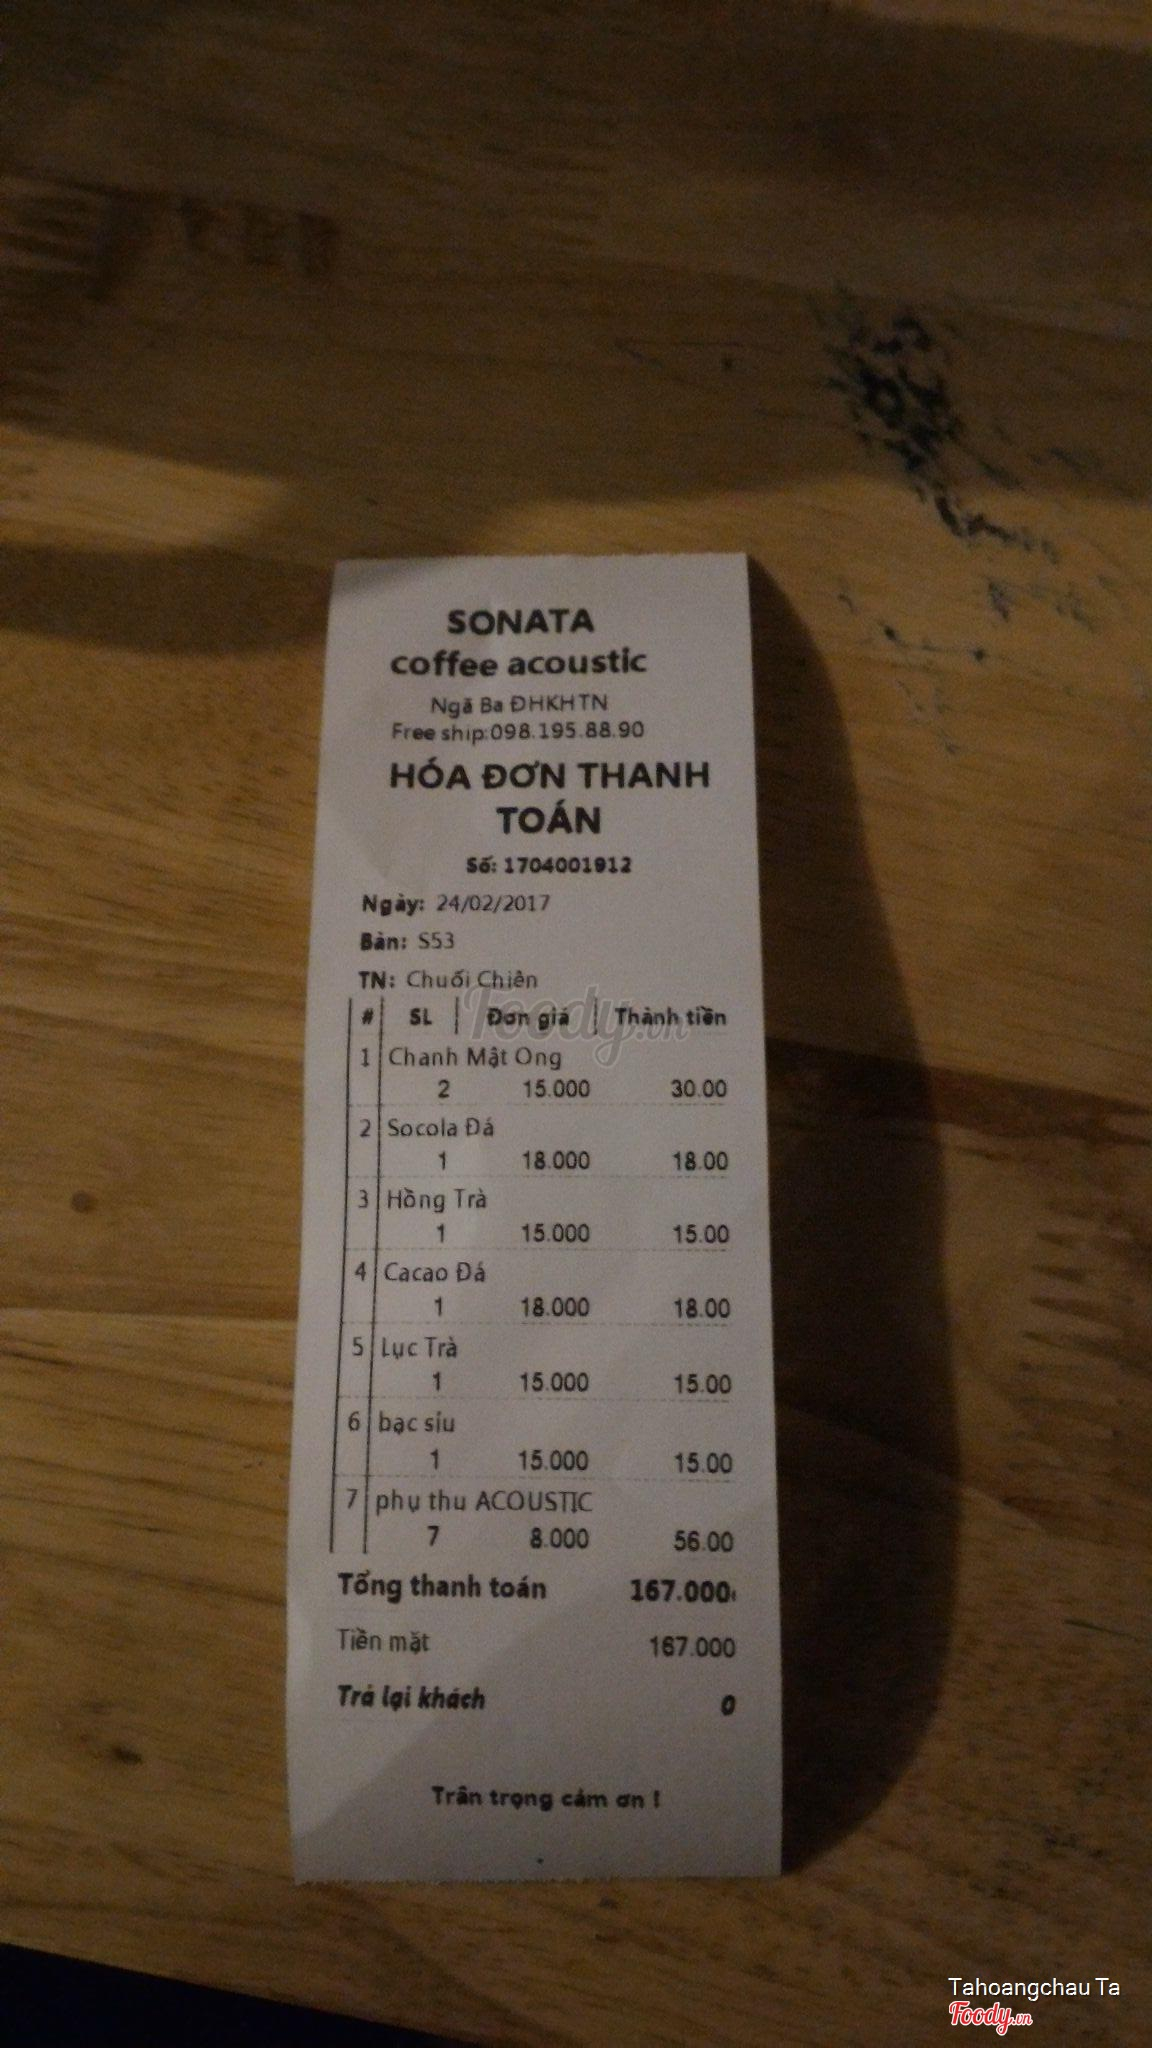 SONATA
coffee acoustic
Ngã Ba ĐHKHTN
Free ship:098.195.88.90
HÓA ĐƠN THANH
TOÁN
Số: 1704001912
Ngày: 24/02/2017
Bàn: S53
TN: Chuối Chiên
# SL Đơn giá Thành tiền
1 Chanh Mật Ong
2 15.000 30.00
2 Socola Đá
1 18.000 18.00
3 Hồng Trà
1 15.000 15.00
4 Cacao Đá
1 18.000 18.00
5 Lục Trà
1 15.000 15.00
6 bạc sỉu
1 15.000 15.00
7 phụ thu ACOUSTIC
7 8.000 56.00
Tổng thanh toán 167.000
Tiền mặt 167.000
Trả lại khách 0
Trân trọng cảm ơn !
Foody.vn
Tahoangchau Ta
Foody.vn